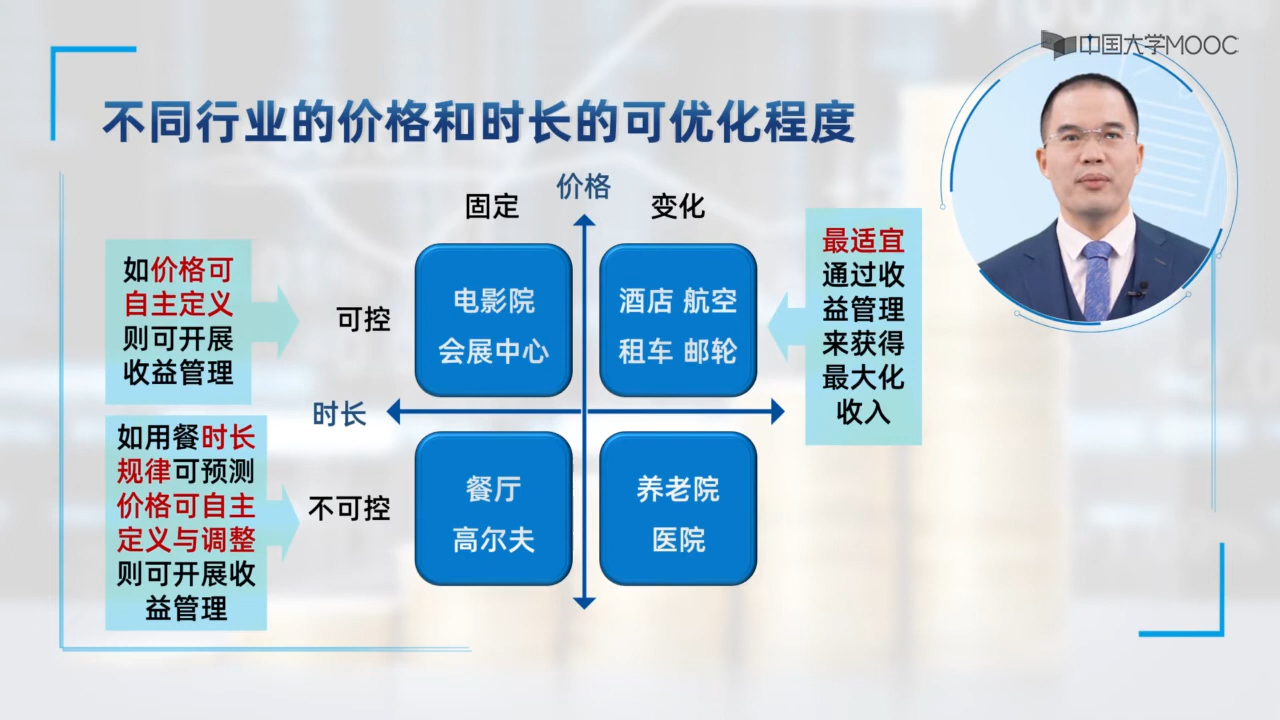 中国大学MOOC
不同行业的价格和时长的可优化程度
价格
固定
变化
如价格可
自主定义
则可开展
收益管理
可控
电影院
会展中心
酒店 航空
租车 邮轮
最适宜
通过收
益管理
来获得
最大化
收入
时长
如用餐时长
规律可预测
价格可自主
定义与调整
则可开展收
益管理
不可控
餐厅
高尔夫
养老院
医院